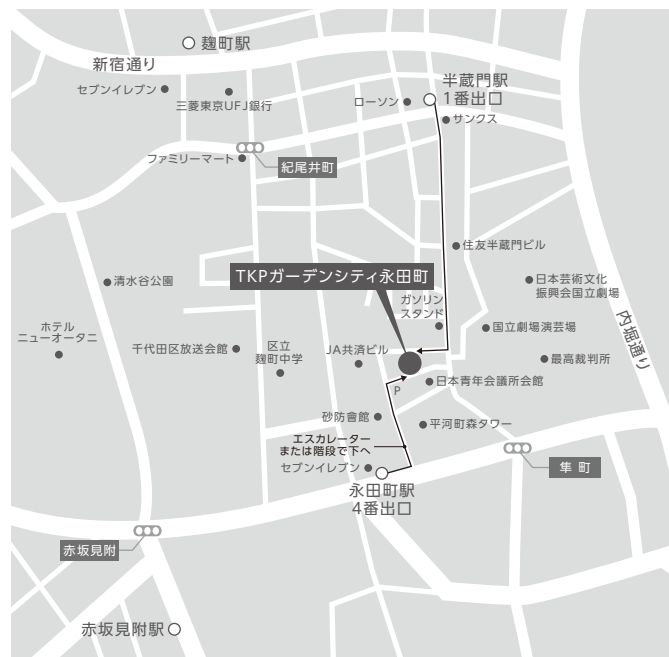 麹町駅
新宿通り
セブンイレブン
三菱東京UFJ銀行
半蔵門駅
1番出口
ローソン
サンクス
ファミリーマート
紀尾井町
住友半蔵門ビル
TKPガーデンシティ永田町
清水谷公園
日本芸術文化
振興会国立劇場
ガソリン
スタンド
内堀通り
ホテル
ニューオータニ
千代田区放送会館
区立
麹町中学
JA共済ビル
国立劇場演芸場
最高裁判所
日本青年会議所会館
P
砂防會館
平河町森タワー
エスカレーター
または階段で下へ
セブンイレブン
隼町
永田町駅
4番出口
赤坂見附
赤坂見附駅